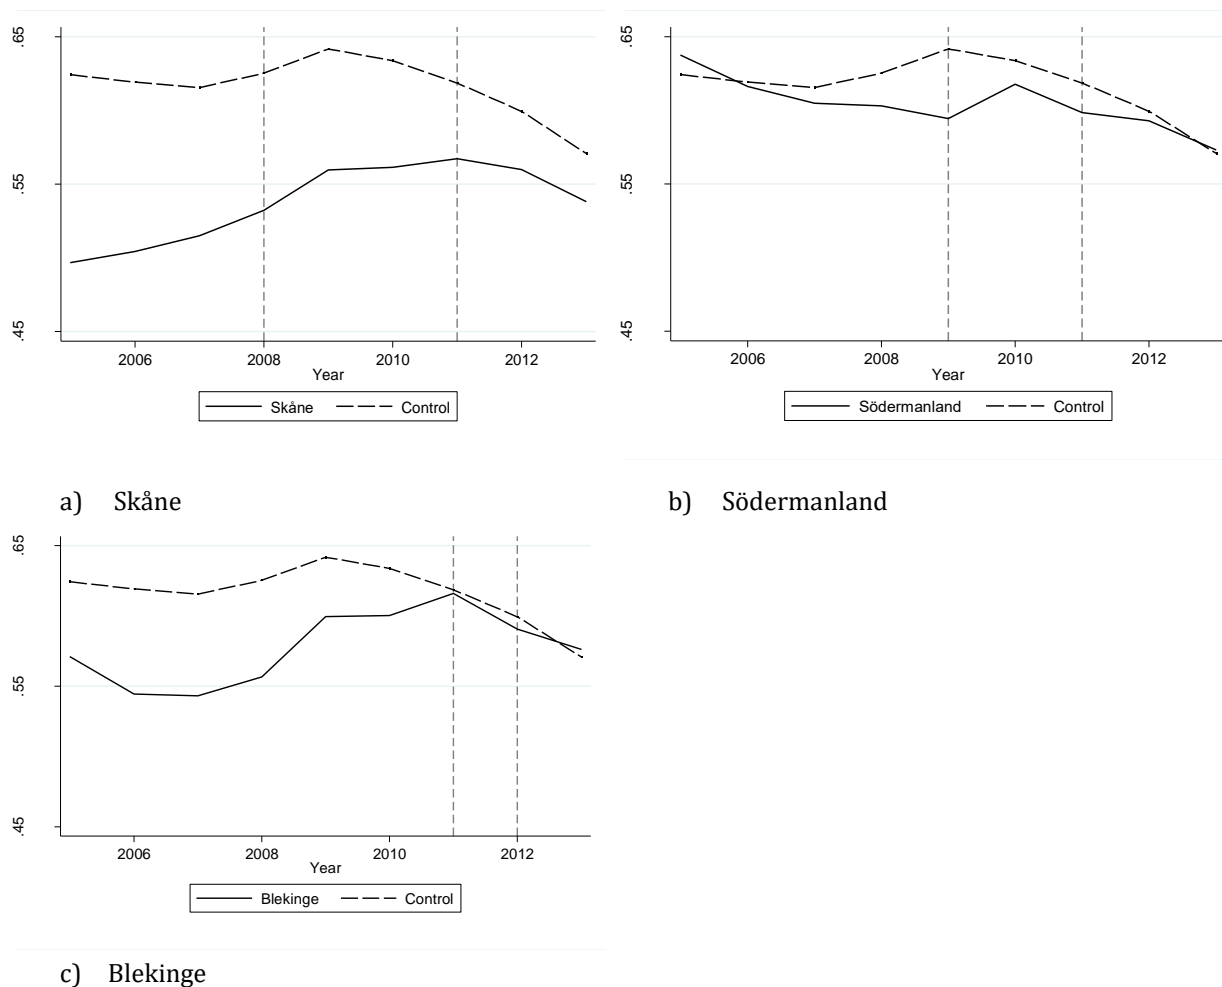 .65
.55
.45
2006 2008 2010 2012
Year
Skåne Control
.65
.55
.45
2006 2008 2010 2012
Year
Södermanland Control
a) Skåne
b) Södermanland
.65
.55
.45
2006 2008 2010 2012
Year
Blekinge Control
c) Blekinge